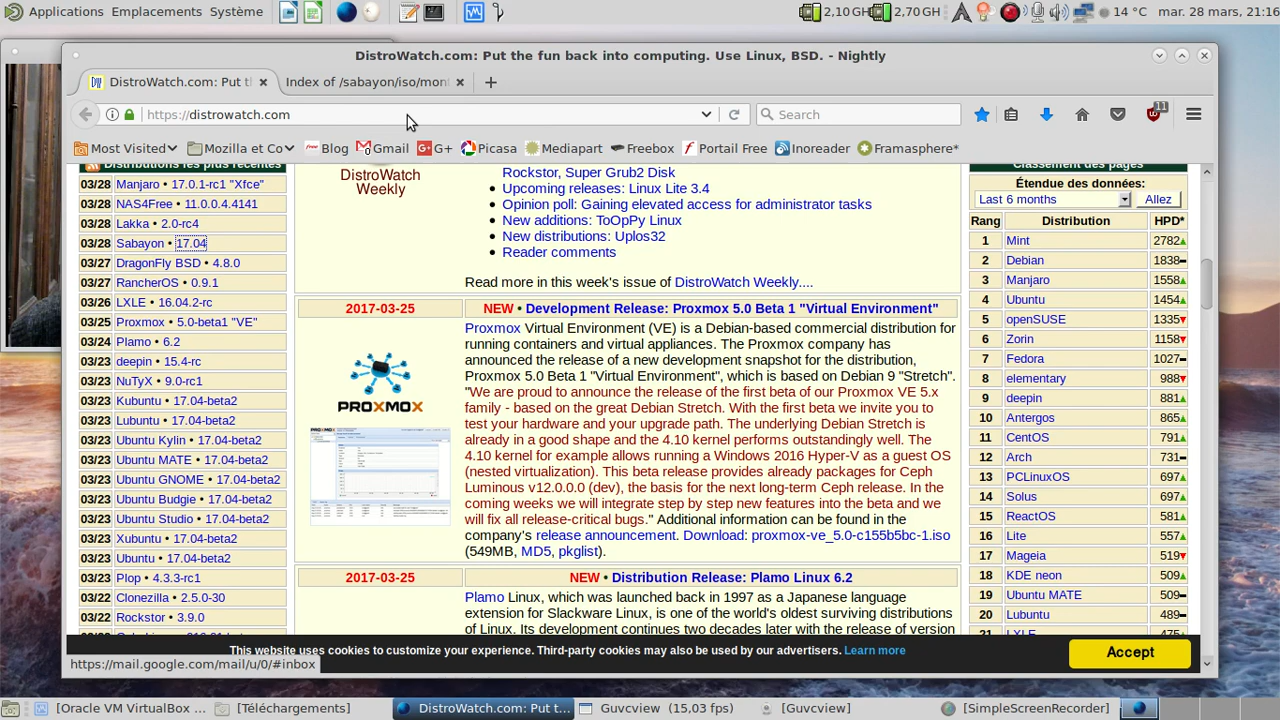 Applications Emplacements Système
2,10 GH 2,70 GH 14 °C mar. 28 mars, 21:16
DistroWatch.com: Put the fun back into computing. Use Linux, BSD. - Nightly
DistroWatch.com: Put t
Index of /sabayon/iso/mon
https://distrowatch.com
Search
11
Most Visited Mozilla et Co Blog Gmail G+ Picasa Mediapart Freebox Portail Free Inoreader Framasphere*
Distributions les plus récentes
03/28 Manjaro • 17.0.1-rc1 "Xfce"
03/28 NAS4Free • 11.0.0.4.4141
03/28 Lakka • 2.0-rc4
03/28 Sabayon • 17.04
03/27 DragonFly BSD • 4.8.0
03/27 RancherOS • 0.9.1
03/26 LXLE • 16.04.2-rc
03/25 Proxmox • 5.0-beta1 "VE"
03/24 Plamo • 6.2
03/23 deepin • 15.4-rc
03/23 NuTyX • 9.0-rc1
03/23 Kubuntu • 17.04-beta2
03/23 Lubuntu • 17.04-beta2
03/23 Ubuntu Kylin • 17.04-beta2
03/23 Ubuntu MATE • 17.04-beta2
03/23 Ubuntu GNOME • 17.04-beta2
03/23 Ubuntu Budgie • 17.04-beta2
03/23 Ubuntu Studio • 17.04-beta2
03/23 Xubuntu • 17.04-beta2
03/23 Ubuntu • 17.04-beta2
03/23 Plop • 4.3.3-rc1
03/22 Clonezilla • 2.5.0-30
03/22 Rockstor • 3.9.0
DistroWatch
Weekly
Rockstor, Super Grub2 Disk
• Upcoming releases: Linux Lite 3.4
• Opinion poll: Gaining elevated access for administrator tasks
• New additions: ToOpPy Linux
• New distributions: Uplos32
• Reader comments
Read more in this week's issue of DistroWatch Weekly....
2017-03-25
NEW • Development Release: Proxmox 5.0 Beta 1 "Virtual Environment"
PROXMOX
Proxmox Virtual Environment (VE) is a Debian-based commercial distribution for
running containers and virtual appliances. The Proxmox company has
announced the release of a new development snapshot for the distribution,
Proxmox 5.0 Beta 1 "Virtual Environment", which is based on Debian 9 "Stretch".
"We are proud to announce the release of the first beta of our Proxmox VE 5.x
family - based on the great Debian Stretch. With the first beta we invite you to
test your hardware and your upgrade path. The underlying Debian Stretch is
already in a good shape and the 4.10 kernel performs outstandingly well. The
4.10 kernel for example allows running a Windows 2016 Hyper-V as a guest OS
(nested virtualization). This beta release provides already packages for Ceph
Luminous v12.0.0.0 (dev), the basis for the next long-term Ceph release. In the
coming weeks we will integrate step by step new features into the beta and we
will fix all release-critical bugs." Additional information can be found in the
company's release announcement. Download: proxmox-ve_5.0-c155b5bc-1.iso
(549MB, MD5, pkglist).
2017-03-25
NEW • Distribution Release: Plamo Linux 6.2
Plamo Linux, which was launched back in 1997 as a Japanese language
extension for Slackware Linux, is one of the world's oldest surviving distributions
of Linux. Its development continues two decades later with the release of version
Classement des pages
Étendue des données:
Last 6 months Allez
Rang Distribution HPD*
1 Mint 2782
2 Debian 1838
3 Manjaro 1558
4 Ubuntu 1454
5 openSUSE 1335
6 Zorin 1158
7 Fedora 1027
8 elementary 988
9 deepin 881
10 Antergos 865
11 CentOS 791
12 Arch 731
13 PCLinuxOS 697
14 Solus 697
15 ReactOS 581
16 Lite 557
17 Mageia 519
18 KDE neon 509
19 Ubuntu MATE 509
20 Lubuntu 489
21 LXLE 475
This website uses cookies to customize your experience. Third-party cookies may also be used by our advertisers. Learn more
Accept
https://mail.google.com/mail/u/0/#inbox
[Oracle VM VirtualBox ... [Téléchargements] DistroWatch.com: Put t... Guvcview (15,03 fps) [Guvcview] [SimpleScreenRecorder]